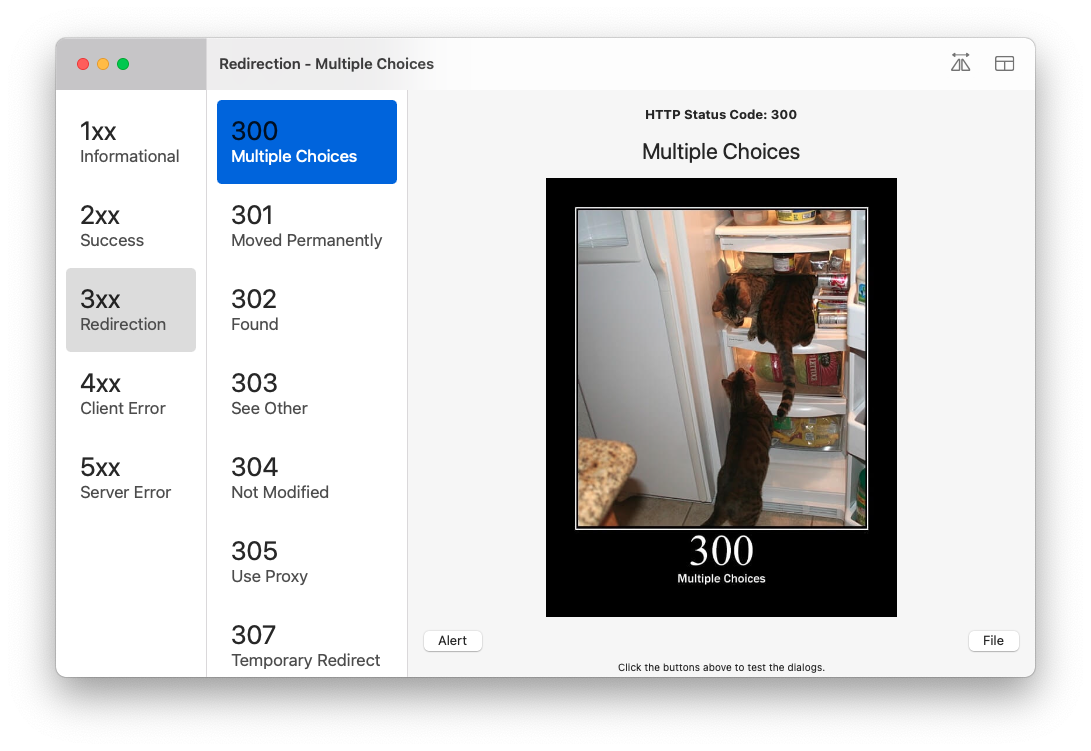 Redirection - Multiple Choices
1xx
Informational
2xx
Success
3xx
Redirection
4xx
Client Error
5xx
Server Error
300
Multiple Choices
301
Moved Permanently
302
Found
303
See Other
304
Not Modified
305
Use Proxy
307
Temporary Redirect
HTTP Status Code: 300
Multiple Choices
300
Multiple Choices
Alert
File
Click the buttons above to test the dialogs.